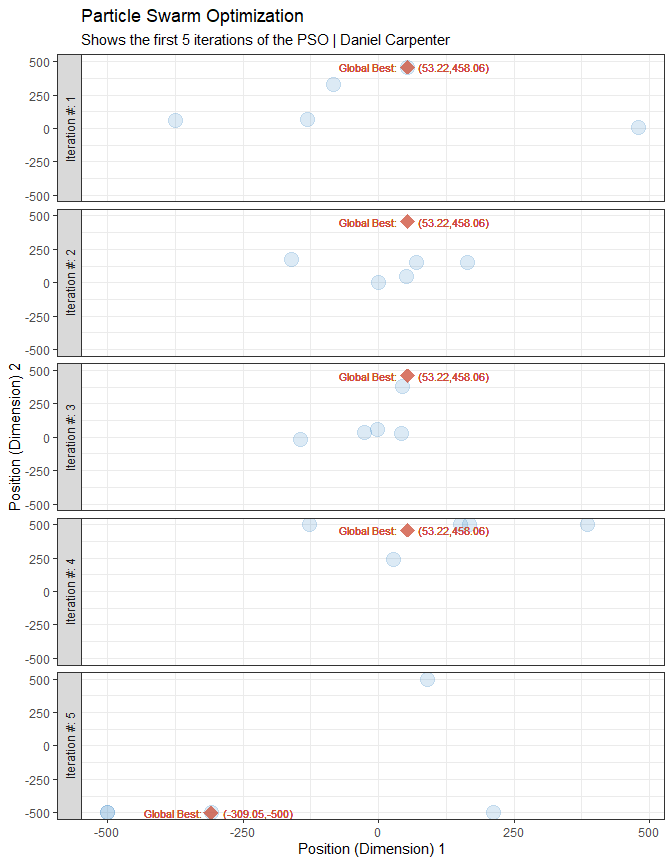 Particle Swarm Optimization
Shows the first 5 iterations of the PSO | Daniel Carpenter
Position (Dimension) 2
Iteration #: 1
500
250
0
-250
-500
Global Best: (53.22,458.06)
Iteration #: 2
500
250
0
-250
-500
Global Best: (53.22,458.06)
Iteration #: 3
500
250
0
-250
-500
Global Best: (53.22,458.06)
Iteration #: 4
500
250
0
-250
-500
Global Best: (53.22,458.06)
Iteration #: 5
500
250
0
-250
-500
Global Best: (-309.05,-500)
-500 -250 0 250 500
Position (Dimension) 1